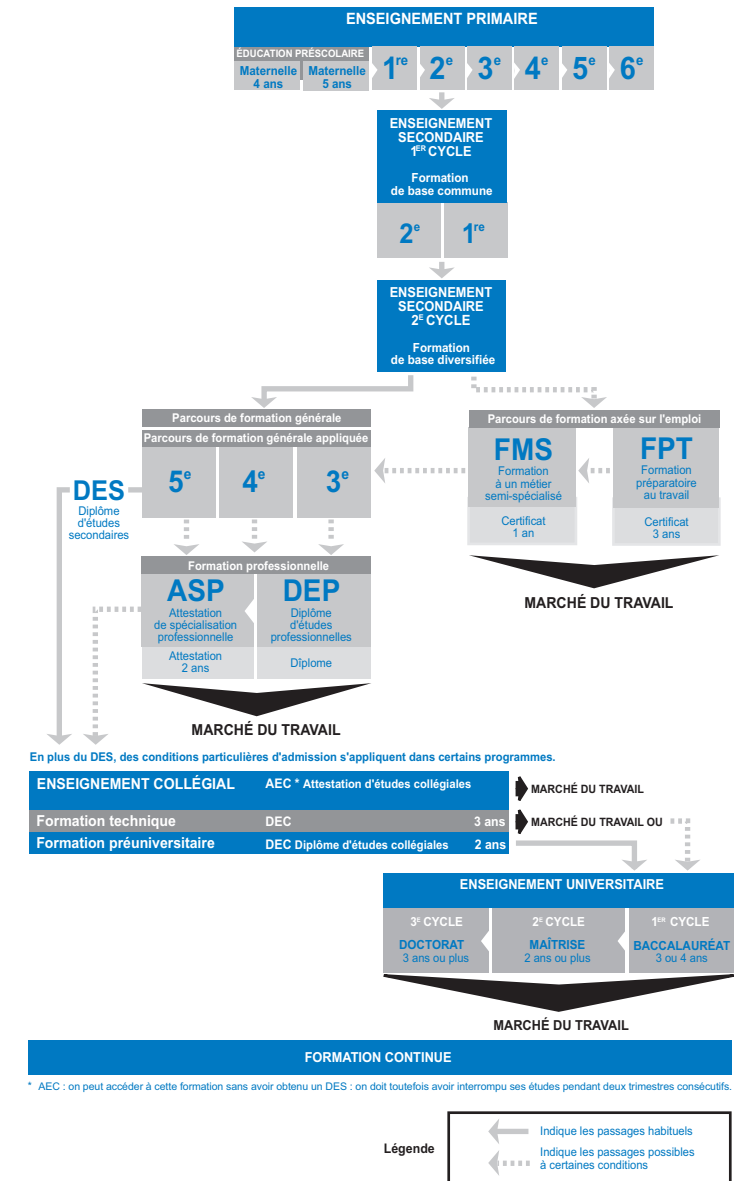 ENSEIGNEMENT PRIMAIRE
ÉDUCATION PRÉSCOLAIRE
Maternelle
4 ans
Maternelle
5 ans
1re
2e
3e
4e
5e
6e
ENSEIGNEMENT
SECONDAIRE
1ER CYCLE
Formation
de base commune
2e
1re
ENSEIGNEMENT
SECONDAIRE
2E CYCLE
Formation
de base diversifiée
Parcours de formation générale
Parcours de formation générale appliquée
5e
4e
3e
Parcours de formation axée sur l'emploi
FMS
Formation
à un métier
semi-spécialisé
Certificat
1 an
FPT
Formation
préparatoire
au travail
Certificat
3 ans
MARCHÉ DU TRAVAIL
DES
Diplôme
d'études
secondaires
Formation professionnelle
ASP
Attestation
de spécialisation
professionnelle
Attestation
2 ans
DEP
Diplôme
d'études
professionnelles
Dîplome
MARCHÉ DU TRAVAIL
En plus du DES, des conditions particulières d'admission s'appliquent dans certains programmes.
ENSEIGNEMENT COLLÉGIAL AEC * Attestation d'études collégiales
MARCHÉ DU TRAVAIL
Formation technique DEC 3 ans
MARCHÉ DU TRAVAIL OU
Formation préuniversitaire DEC Diplôme d'études collégiales 2 ans
ENSEIGNEMENT UNIVERSITAIRE
3E CYCLE
DOCTORAT
3 ans ou plus
2E CYCLE
MAÎTRISE
2 ans ou plus
1ER CYCLE
BACCALAURÉAT
3 ou 4 ans
MARCHÉ DU TRAVAIL
FORMATION CONTINUE
* AEC : on peut accéder à cette formation sans avoir obtenu un DES : on doit toutefois avoir interrompu ses études pendant deux trimestres consécutifs.
Légende
Indique les passages habituels
Indique les passages possibles
à certaines conditions